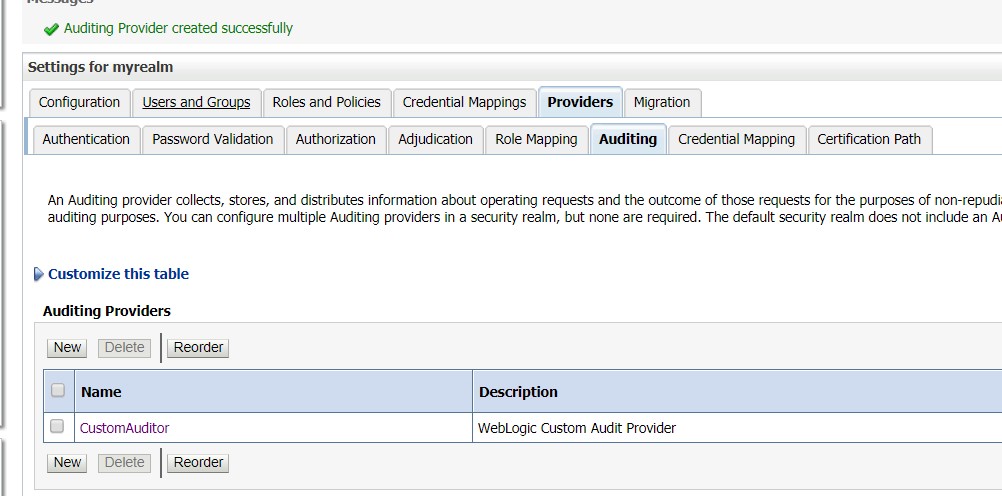 Messages
Auditing Provider created successfully
Settings for myrealm
Configuration Users and Groups Roles and Policies Credential Mappings Providers Migration
Authentication Password Validation Authorization Adjudication Role Mapping Auditing Credential Mapping Certification Path
An Auditing provider collects, stores, and distributes information about operating requests and the outcome of those requests for the purposes of non-repudia
auditing purposes. You can configure multiple Auditing providers in a security realm, but none are required. The default security realm does not include an Au
Customize this table
Auditing Providers
New Delete Reorder
Name Description
CustomAuditor WebLogic Custom Audit Provider
New Delete Reorder